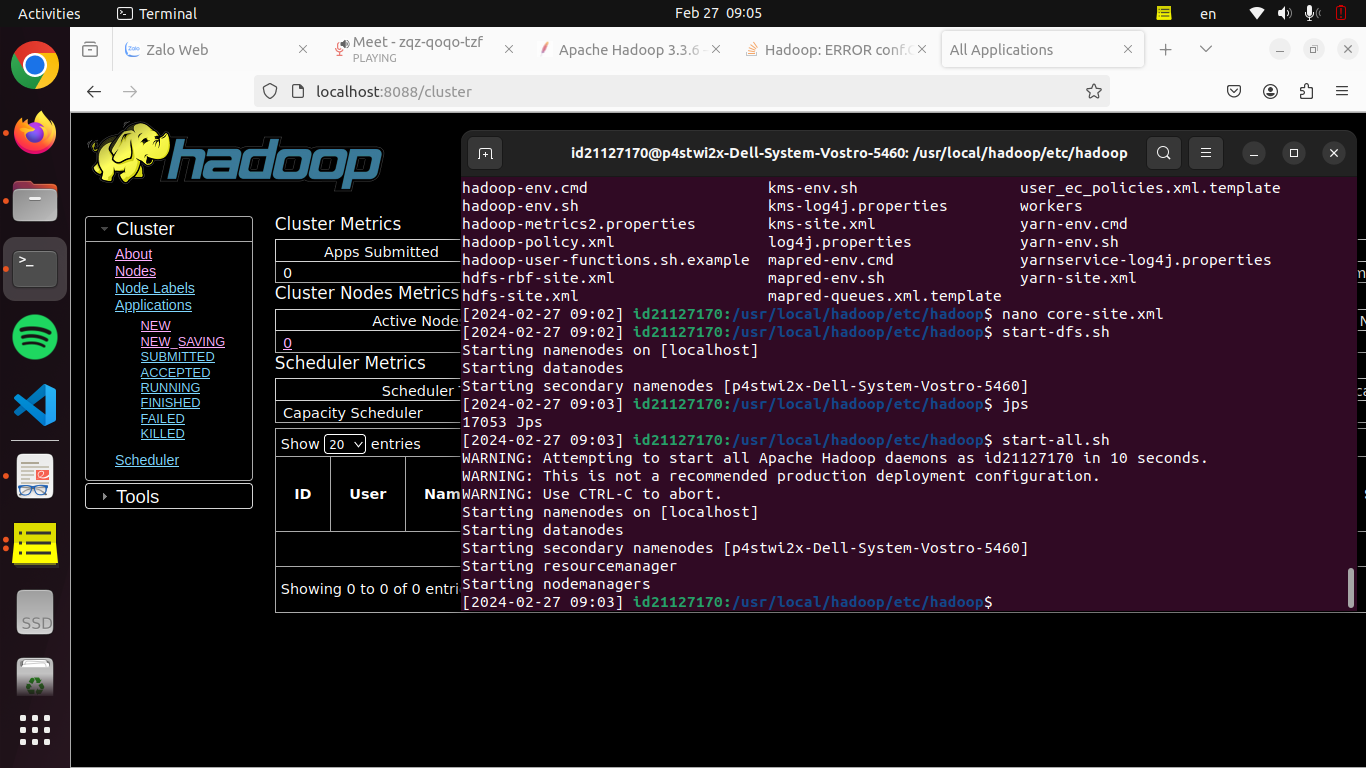 Activities
Terminal
Feb 27 09:05
en
Zalo Web
Meet - zqz-qoqo-tzf
PLAYING
Apache Hadoop 3.3.6
Hadoop: ERROR conf.
All Applications
localhost:8088/cluster
hadoop
Cluster
About
Nodes
Node Labels
Applications
NEW
NEW_SAVING
SUBMITTED
ACCEPTED
RUNNING
FINISHED
FAILED
KILLED
Scheduler
Tools
Cluster Metrics
Apps Submitted
0
Cluster Nodes Metrics
Active Node
0
Scheduler Metrics
Scheduler
Capacity Scheduler
Show 20 entries
ID User Nam
Showing 0 to 0 of 0 entri
id21127170@p4stwi2x-Dell-System-Vostro-5460: /usr/local/hadoop/etc/hadoop
hadoop-env.cmd kms-env.sh user_ec_policies.xml.template
hadoop-env.sh kms-log4j.properties workers
hadoop-metrics2.properties kms-site.xml yarn-env.cmd
hadoop-policy.xml log4j.properties yarn-env.sh
hadoop-user-functions.sh.example mapred-env.cmd yarnservice-log4j.properties
hdfs-rbf-site.xml mapred-env.sh yarn-site.xml
hdfs-site.xml mapred-queues.xml.template
[2024-02-27 09:02] id21127170:/usr/local/hadoop/etc/hadoop$ nano core-site.xml
[2024-02-27 09:02] id21127170:/usr/local/hadoop/etc/hadoop$ start-dfs.sh
Starting namenodes on [localhost]
Starting datanodes
Starting secondary namenodes [p4stwi2x-Dell-System-Vostro-5460]
[2024-02-27 09:03] id21127170:/usr/local/hadoop/etc/hadoop$ jps
17053 Jps
[2024-02-27 09:03] id21127170:/usr/local/hadoop/etc/hadoop$ start-all.sh
WARNING: Attempting to start all Apache Hadoop daemons as id21127170 in 10 seconds.
WARNING: This is not a recommended production deployment configuration.
WARNING: Use CTRL-C to abort.
Starting namenodes on [localhost]
Starting datanodes
Starting secondary namenodes [p4stwi2x-Dell-System-Vostro-5460]
Starting resourcemanager
Starting nodemanagers
[2024-02-27 09:03] id21127170:/usr/local/hadoop/etc/hadoop$
SSD